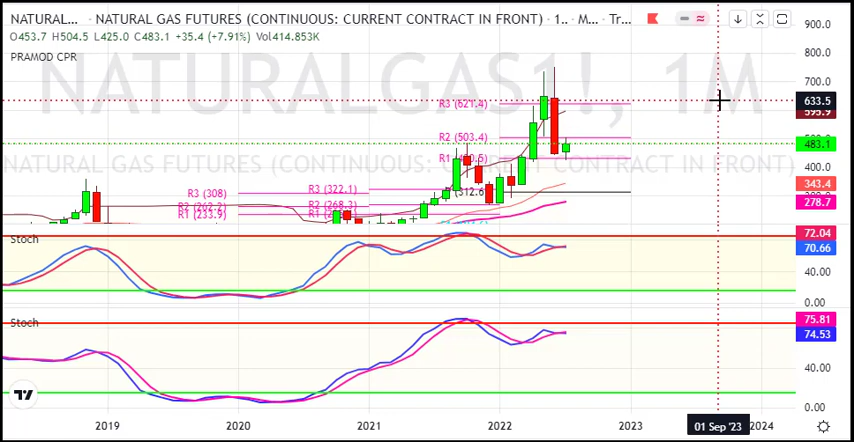 NATURAL... - NATURAL GAS FUTURES (CONTINUOUS: CURRENT CONTRACT IN FRONT) · 1... M... · Tr...
O453.7 H504.5 L425.0 C483.1 +35.4 (+7.91%) Vol414.853K
PRAMOD CPR
NATURALGAS1!, 1M
NATURAL GAS FUTURES (CONTINUOUS: CURRENT CONTRACT IN FRONT)
900.0
800.0
700.0
R3 (621.4)
633.5
595.9
R2 (503.4)
483.1
R1
400.0
R3 (308)
R3 (322.1)
P (312.6)
343.4
R2 (262.2)
R2 (268.3)
278.7
R1 (233.9)
R1
Stoch
72.04
70.66
40.00
0.00
Stoch
75.81
74.53
40.00
0.00
2019
2020
2021
2022
2023
01 Sep '23
2024